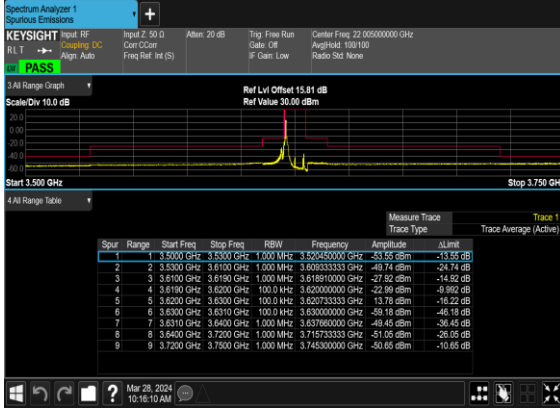 Spectrum Analyzer 1
Spurious Emissions
+
KEYSIGHT Input: RF Input Z: 50 Ω Atten: 20 dB Trig: Free Run Center Freq: 22.005000000 GHz
RLT Coupling: DC Corr CCorr Gate: Off Avg|Hold: 100/100
Align: Auto Freq Ref: Int (S) IF Gain: Low Radio Std: None
PASS
3 All Range Graph
Scale/Div 10.0 dB Ref Lvl Offset 15.81 dB
Ref Value 30.00 dBm
20.0
0.00
-20.0
-40.0
-60.0
Start 3.500 GHz Stop 3.750 GH
4 All Range Table
Measure Trace Trace 1
Trace Type Trace Average (Active)
Spur Range Start Freq Stop Freq RBW Frequency Amplitude ΔLimit
1 1 3.5000 GHz 3.5300 GHz 1.000 MHz 3.520450000 GHz -53.55 dBm -13.55 dB
2 2 3.5300 GHz 3.6100 GHz 1.000 MHz 3.609333333 GHz -49.74 dBm -24.74 dB
3 3 3.6100 GHz 3.6190 GHz 1.000 MHz 3.618910000 GHz -27.92 dBm -14.92 dB
4 4 3.6190 GHz 3.6200 GHz 100.0 kHz 3.620000000 GHz -22.99 dBm -9.992 dB
5 5 3.6200 GHz 3.6300 GHz 100.0 kHz 3.620733333 GHz 13.78 dBm -16.22 dB
6 6 3.6300 GHz 3.6310 GHz 100.0 kHz 3.630000000 GHz -59.18 dBm -46.18 dB
7 7 3.6310 GHz 3.6400 GHz 1.000 MHz 3.637660000 GHz -49.45 dBm -36.45 dB
8 8 3.6400 GHz 3.7200 GHz 1.000 MHz 3.715733333 GHz -51.05 dBm -26.05 dB
9 9 3.7200 GHz 3.7500 GHz 1.000 MHz 3.745300000 GHz -50.65 dBm -10.65 dB
? Mar 28, 2024
10:16:10 AM